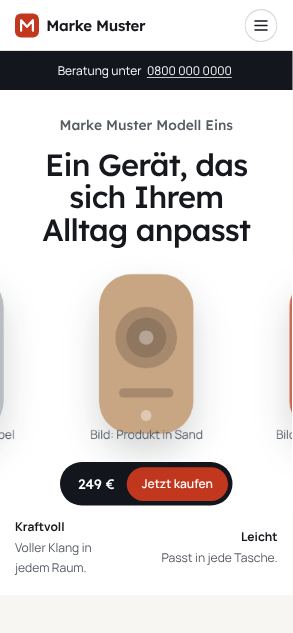 Marke Muster
Beratung unter 0800 000 0000
Marke Muster Modell Eins
Ein Gerät, das
sich Ihrem
Alltag anpasst
Bild: Produkt in Sand
249 € Jetzt kaufen
Kraftvoll
Voller Klang in
jedem Raum.
Leicht
Passt in jede Tasche.